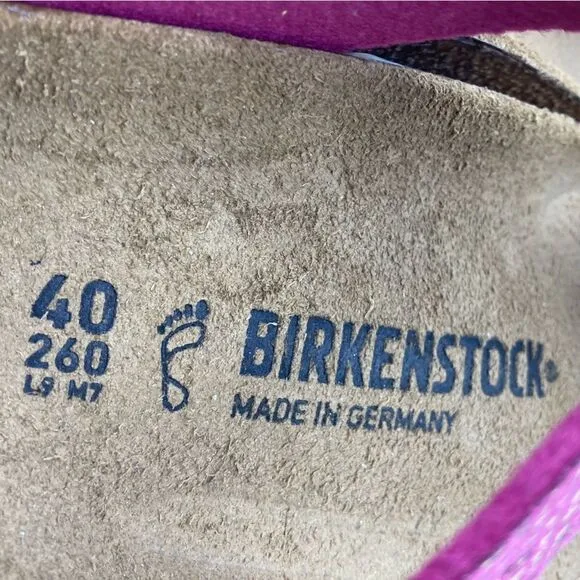 40
260
L9 M7
BIRKENSTOCK®
MADE IN GERMANY